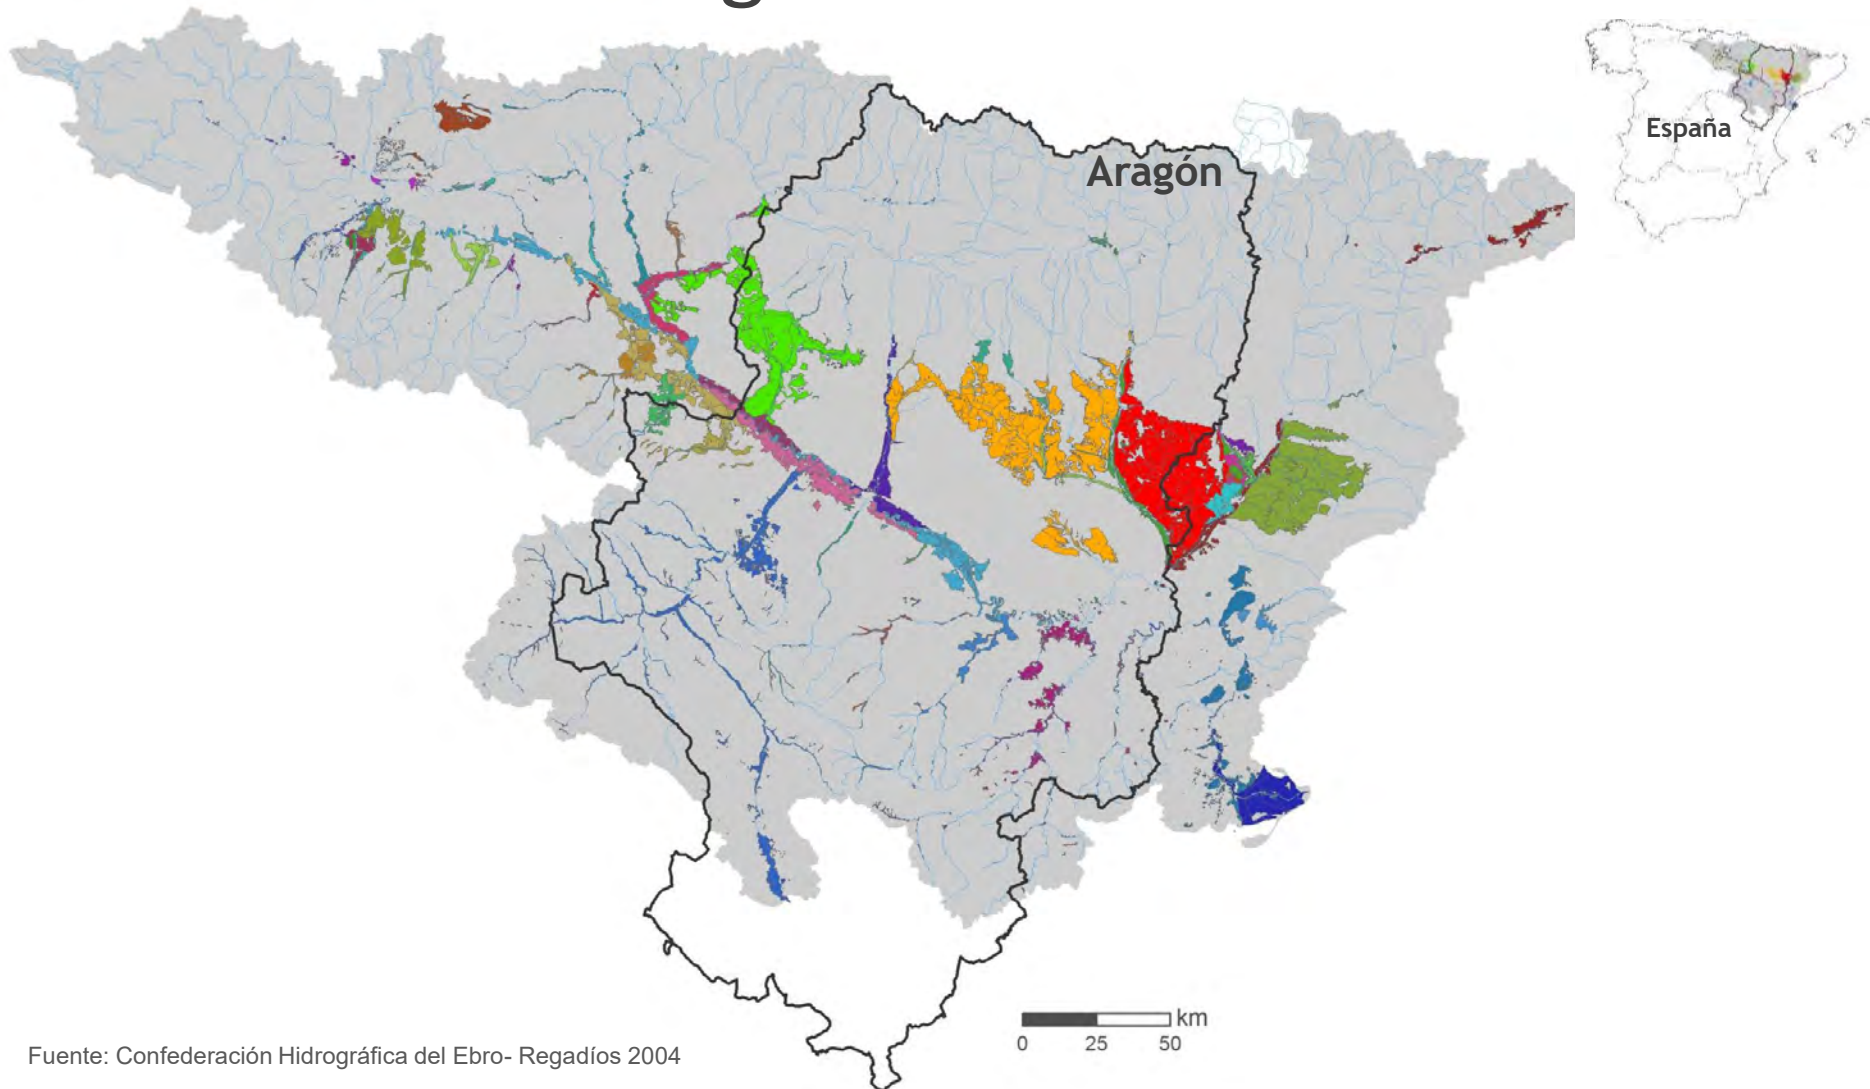 España
Aragón
km
0 25 50
Fuente: Confederación Hidrográfica del Ebro- Regadíos 2004